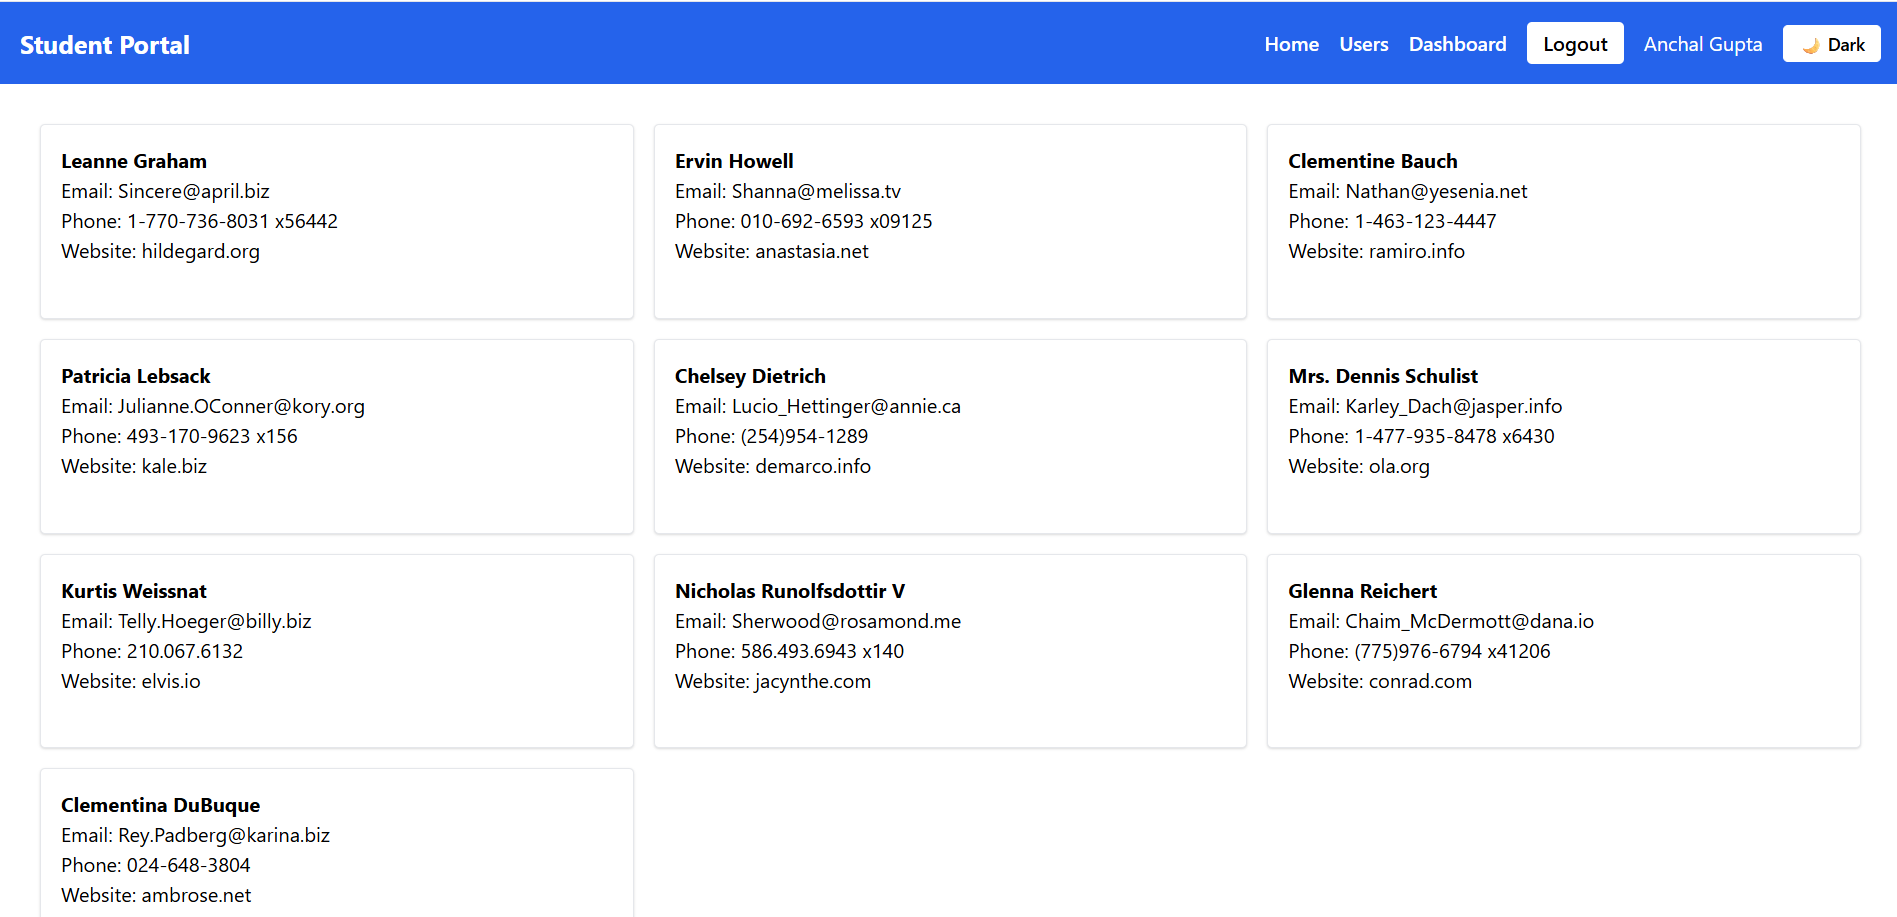 Student Portal
Home Users Dashboard Logout Anchal Gupta 🌙 Dark
Leanne Graham
Email: Sincere@april.biz
Phone: 1-770-736-8031 x56442
Website: hildegard.org
Ervin Howell
Email: Shanna@melissa.tv
Phone: 010-692-6593 x09125
Website: anastasia.net
Clementine Bauch
Email: Nathan@yesenia.net
Phone: 1-463-123-4447
Website: ramiro.info
Patricia Lebsack
Email: Julianne.OConner@kory.org
Phone: 493-170-9623 x156
Website: kale.biz
Chelsey Dietrich
Email: Lucio_Hettinger@annie.ca
Phone: (254)954-1289
Website: demarco.info
Mrs. Dennis Schulist
Email: Karley_Dach@jasper.info
Phone: 1-477-935-8478 x6430
Website: ola.org
Kurtis Weissnat
Email: Telly.Hoeger@billy.biz
Phone: 210.067.6132
Website: elvis.io
Nicholas Runolfsdottir V
Email: Sherwood@rosamond.me
Phone: 586.493.6943 x140
Website: jacynthe.com
Glenna Reichert
Email: Chaim_McDermott@dana.io
Phone: (775)976-6794 x41206
Website: conrad.com
Clementina DuBuque
Email: Rey.Padberg@karina.biz
Phone: 024-648-3804
Website: ambrose.net